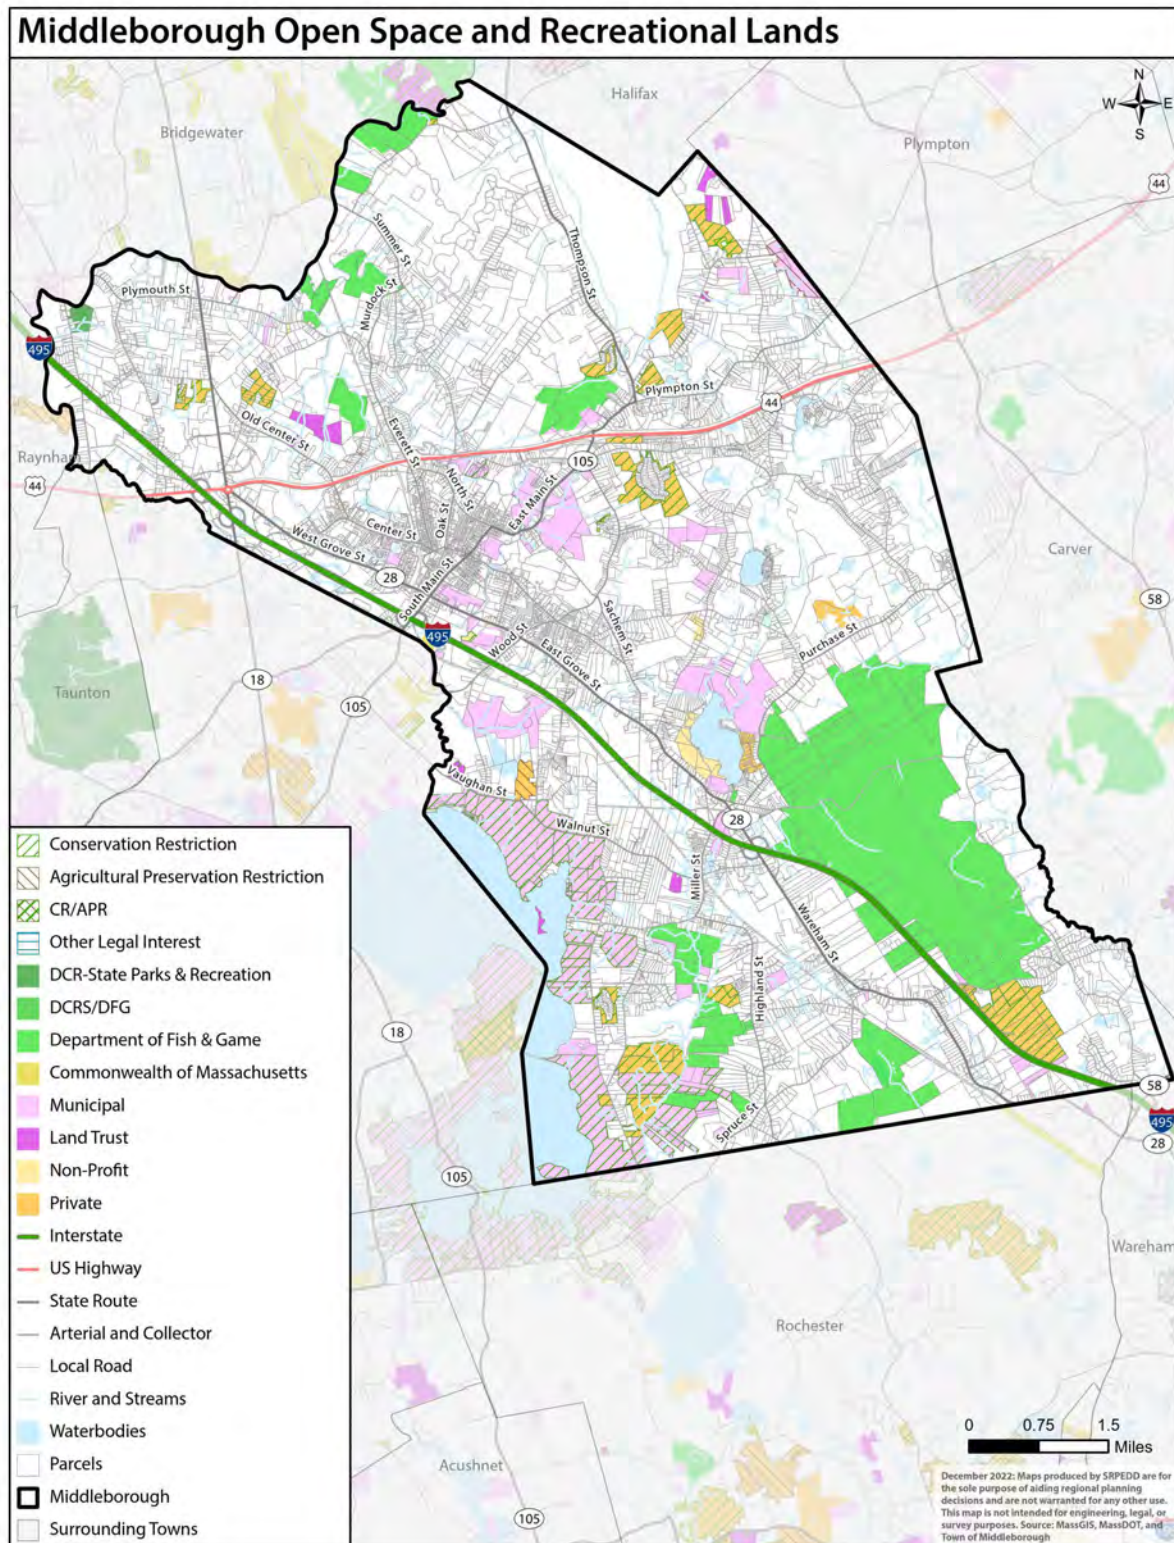 Middleborough Open Space and Recreational Lands
Halifax
Bridgewater
Plympton
N
W E
S
44
Summer St
Thompson St
Plymouth St
Murdock St
495
Plympton St
44
Old Center St
Everett St
Raynham
44
105
North St
Oak St
East Main St
Center St
West Grove St
28
South Main St
Carver
58
Sachem St
495
Wood St
East Grove St
Purchase St
Taunton
18
105
Vaughan St
Walnut St
28
Miller St
Wareham St
Highland St
18
58
495
28
Spruce St
105
Wareham
Rochester
Acushnet
105
Conservation Restriction
Agricultural Preservation Restriction
CR/APR
Other Legal Interest
DCR-State Parks & Recreation
DCRS/DFG
Department of Fish & Game
Commonwealth of Massachusetts
Municipal
Land Trust
Non-Profit
Private
Interstate
US Highway
State Route
Arterial and Collector
Local Road
River and Streams
Waterbodies
Parcels
Middleborough
Surrounding Towns
0 0.75 1.5
Miles
December 2022: Maps produced by SRPEDD are for
the sole purpose of aiding regional planning
decisions and are not warranted for any other use.
This map is not intended for engineering, legal, or
survey purposes. Source: MassGIS, MassDOT, and
Town of Middleborough